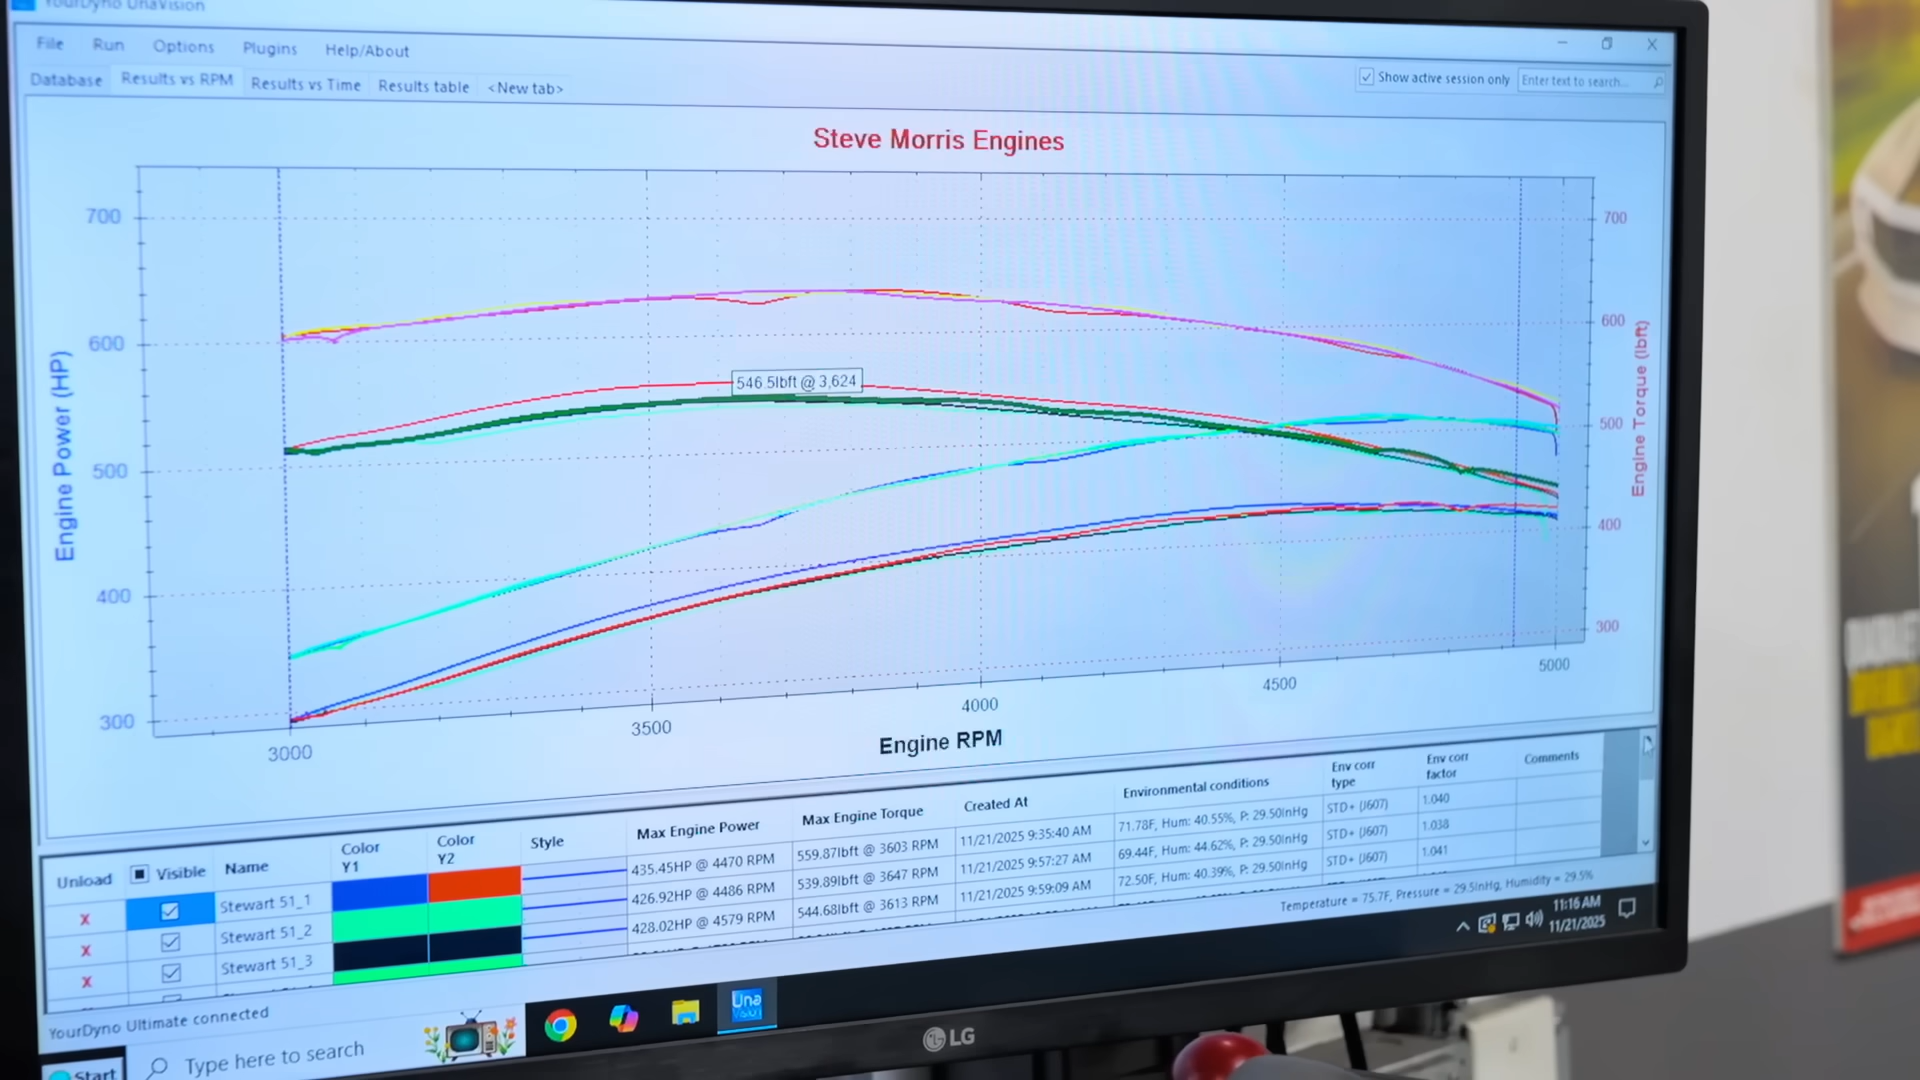 YourDyno UnaVision
File Run Options Plugins Help/About
Database Results vs RPM Results vs Time Results table <New tab>
Show active session only Enter text to search...
Steve Morris Engines
700
600
500
400
300
Engine Power (HP)
546.5lbft @ 3,624
700
600
500
400
300
Engine Torque (lbft)
3000 3500 4000 4500 5000
Engine RPM
Unload Visible Name Color Y1 Color Y2 Style Max Engine Power Max Engine Torque Created At Environmental conditions Env corr type Env corr factor Comments
X Stewart 51_1 435.45HP @ 4470 RPM 559.87lbft @ 3603 RPM 11/21/2025 9:35:40 AM 71.78F, Hum: 40.55%, P: 29.50inHg STD+ (J607) 1.040
X Stewart 51_2 426.92HP @ 4486 RPM 539.89lbft @ 3647 RPM 11/21/2025 9:57:27 AM 69.44F, Hum: 44.62%, P: 29.50inHg STD+ (J607) 1.038
X Stewart 51_3 428.02HP @ 4579 RPM 544.68lbft @ 3613 RPM 11/21/2025 9:59:09 AM 72.50F, Hum: 40.39%, P: 29.50inHg STD+ (J607) 1.041
YourDyno Ultimate connected
Temperature = 75.7F, Pressure = 29.5inHg, Humidity = 29.5%
Start
Type here to search
Una Vision
11:16 AM
11/21/2025
LG